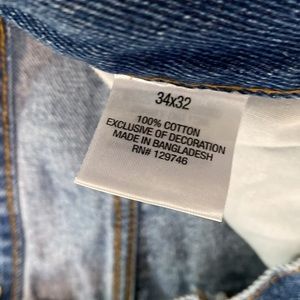 34x32
100% COTTON
EXCLUSIVE OF DECORATION
MADE IN BANGLADESH
RN# 129746